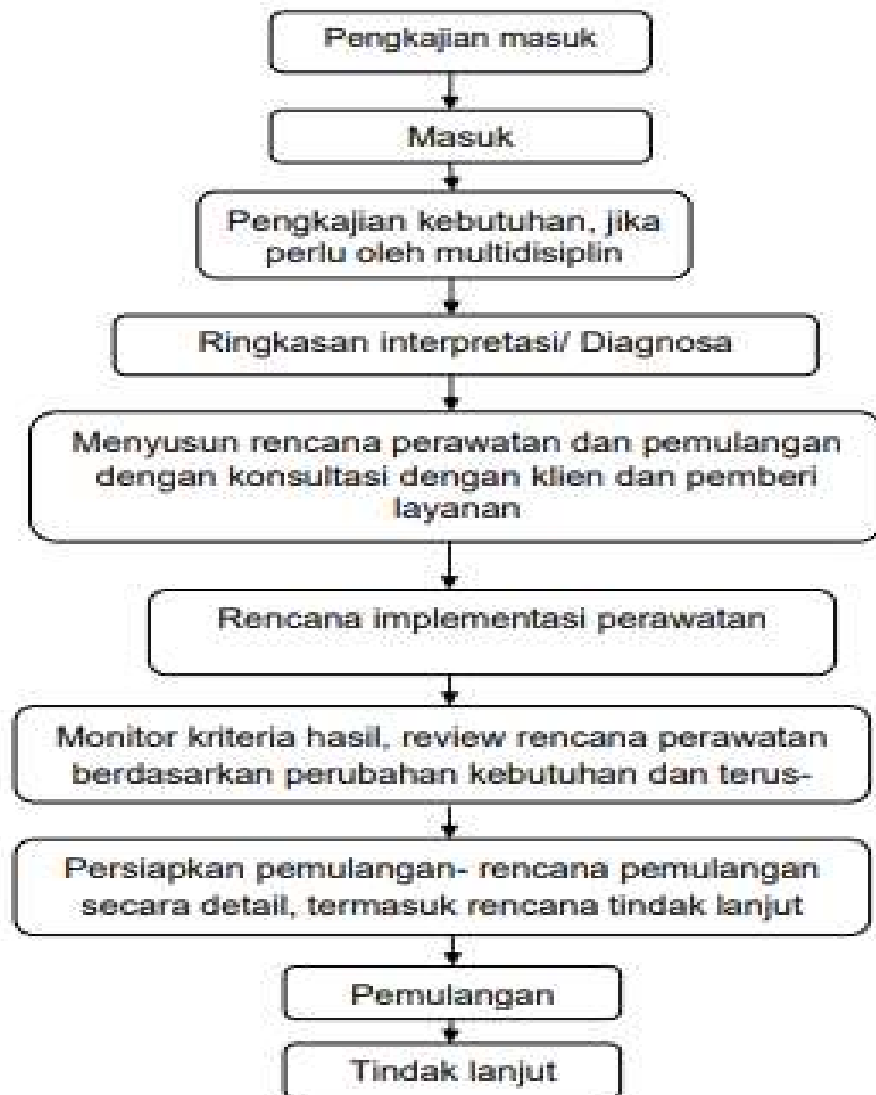 Pengkajian masuk
Masuk
Pengkajian kebutuhan, jika
perlu oleh multidisiplin
Ringkasan interpretasi/ Diagnosa
Menyusun rencana perawatan dan pemulangan
dengan konsultasi dengan klien dan pemberi
layanan
Rencana implementasi perawatan
Monitor kriteria hasil, review rencana perawatan
berdasarkan perubahan kebutuhan dan terus-
Persiapkan pemulangan- rencana pemulangan
secara detail, termasuk rencana tindak lanjut
Pemulangan
Tindak lanjut